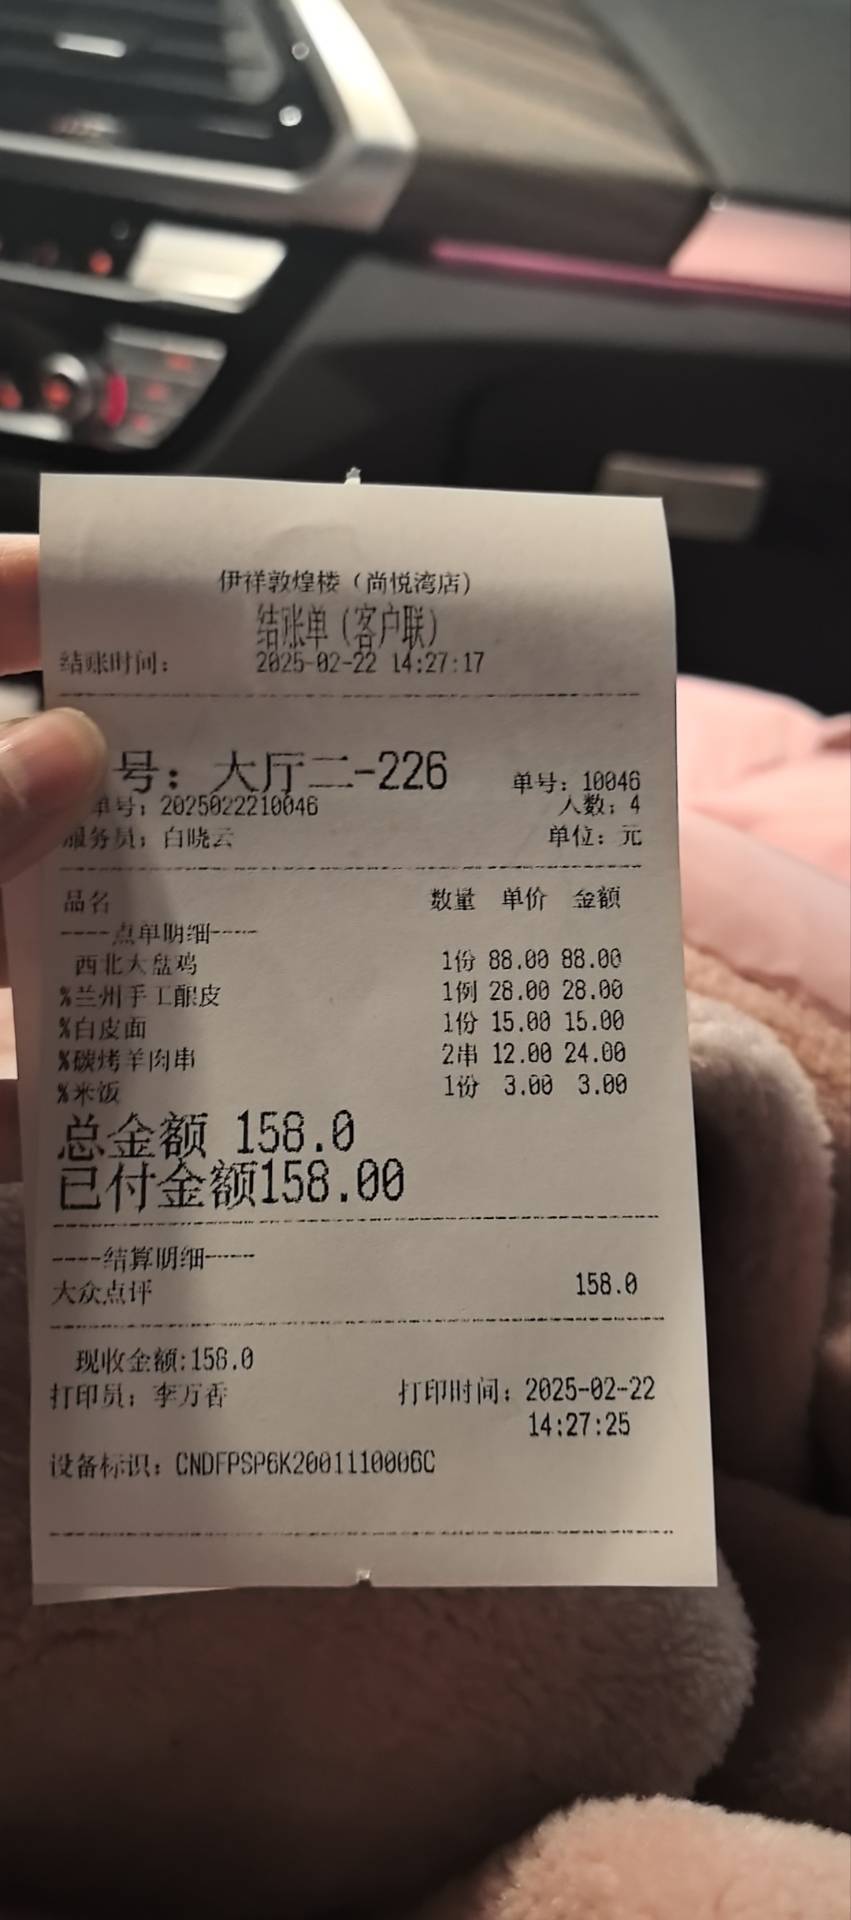 伊祥敦煌楼（尚悦湾店）
结账单（客户联）
结账时间： 2025-02-22 14:27:17
号：大厅二-226 单号：10046
单号：2025022210046 人数：4
服务员：白晓云 单位：元
品名 数量 单价 金额
----点单明细----
西北大盘鸡 1份 88.00 88.00
%兰州手工酿皮 1例 28.00 28.00
%白皮面 1份 15.00 15.00
%碳烤羊肉串 2串 12.00 24.00
%米饭 1份 3.00 3.00
总金额 158.0
已付金额158.00
----结算明细----
大众点评 158.0
现收金额:158.0
打印员：李万香 打印时间：2025-02-22
14:27:25
设备标识：CNDFPSP6K2001110006C